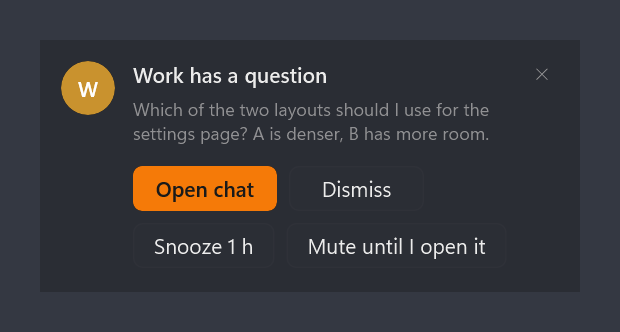 W
Work has a question
Which of the two layouts should I use for the
settings page? A is denser, B has more room.
Open chat
Dismiss
Snooze 1 h
Mute until I open it